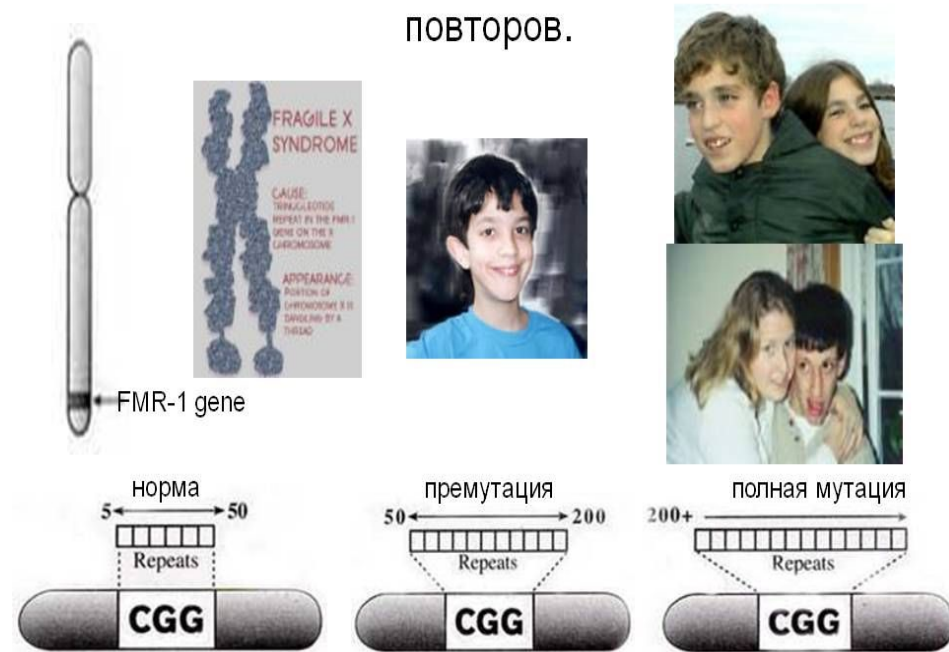 повторов.
FRAGILE X
SYNDROME
CAUSE:
TRINUCLEOTIDE
REPEAT IN THE FMR-1
GENE ON THE X
CHROMOSOME
APPEARANCE:
PORTION OF
CHROMOSOME X IS
DANGLING BY A
THREAD
FMR-1 gene
норма
5 50
Repeats
CGG
премутация
50 200
Repeats
CGG
полная мутация
200+
Repeats
CGG